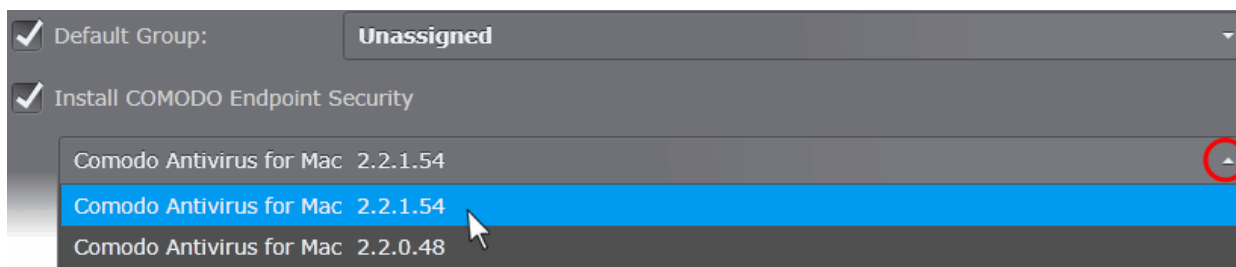 Default Group: Unassigned
Install COMODO Endpoint Security
Comodo Antivirus for Mac 2.2.1.54
Comodo Antivirus for Mac 2.2.1.54
Comodo Antivirus for Mac 2.2.0.48